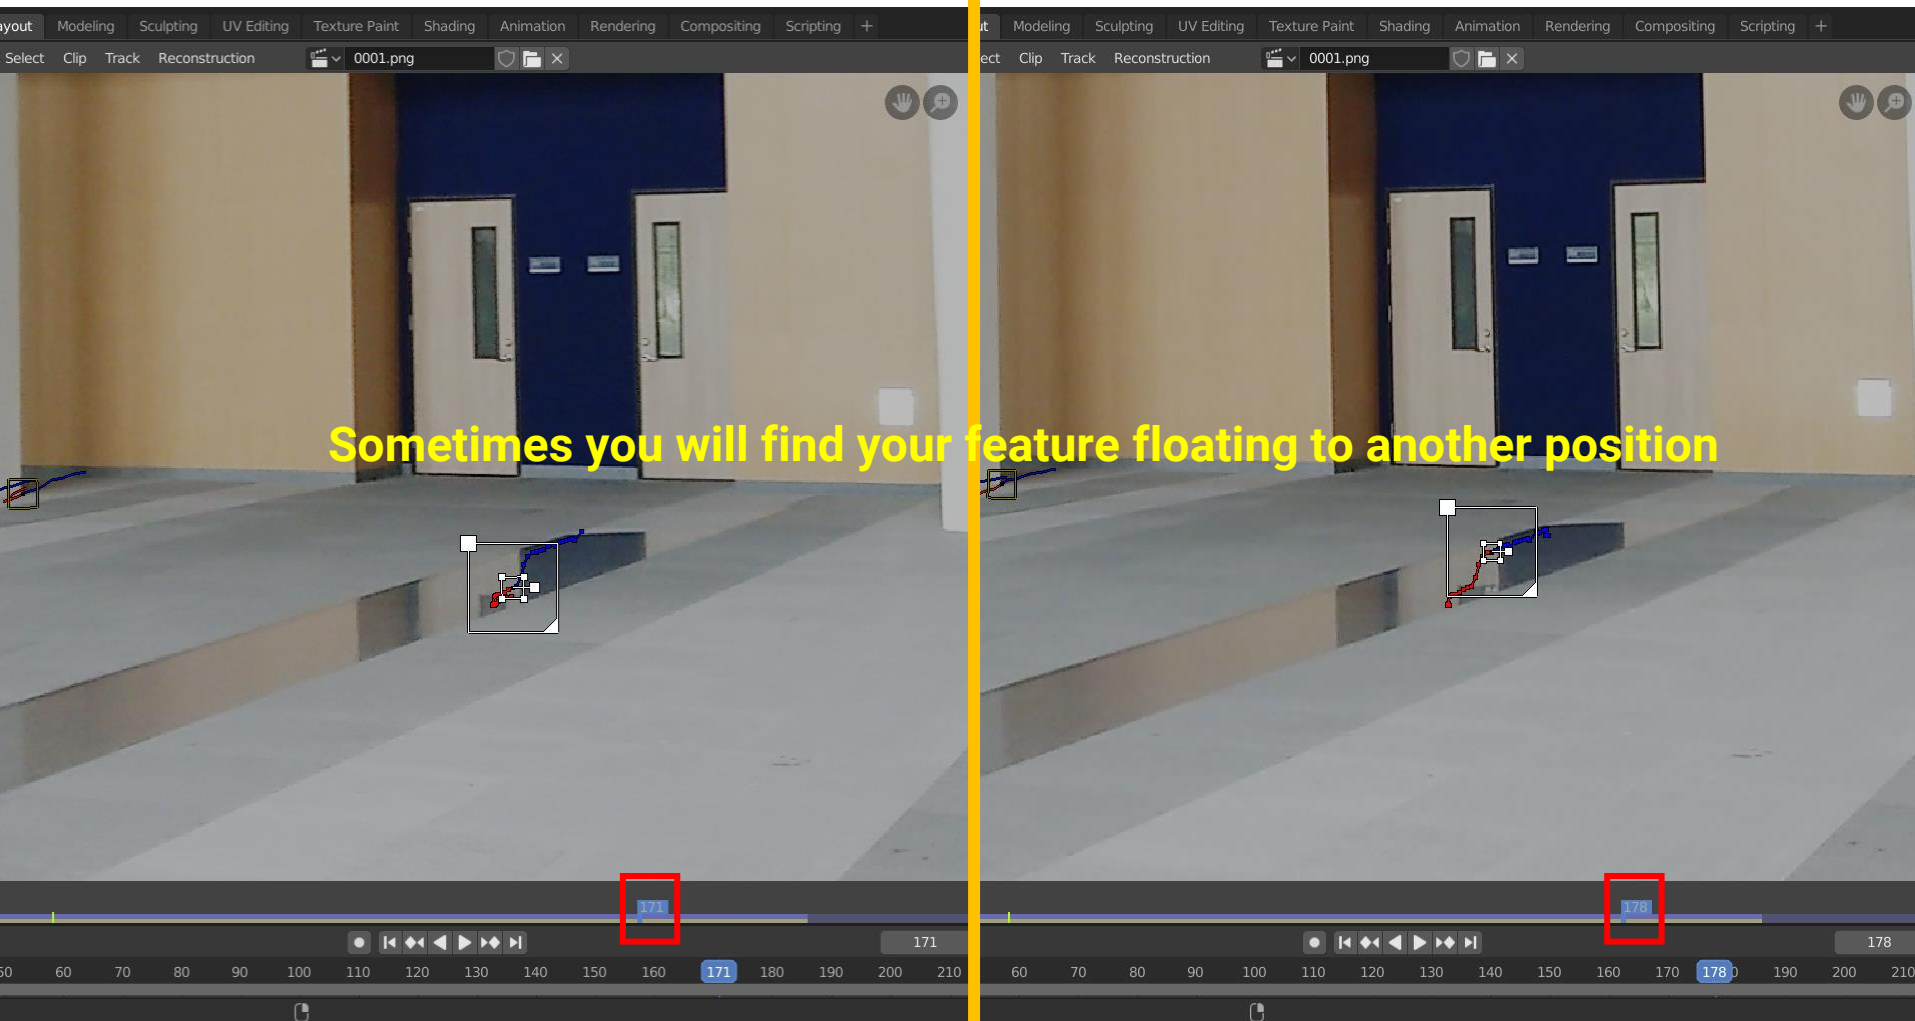 ayout Modeling Sculpting UV Editing Texture Paint Shading Animation Rendering Compositing Scripting +
Select Clip Track Reconstruction 0001.png
171
171
50 60 70 80 90 100 110 120 130 140 150 160 171 180 190 200 210
ut Modeling Sculpting UV Editing Texture Paint Shading Animation Rendering Compositing Scripting +
ect Clip Track Reconstruction 0001.png
Sometimes you will find your feature floating to another position
178
178
60 70 80 90 100 110 120 130 140 150 160 170 178 190 200 210